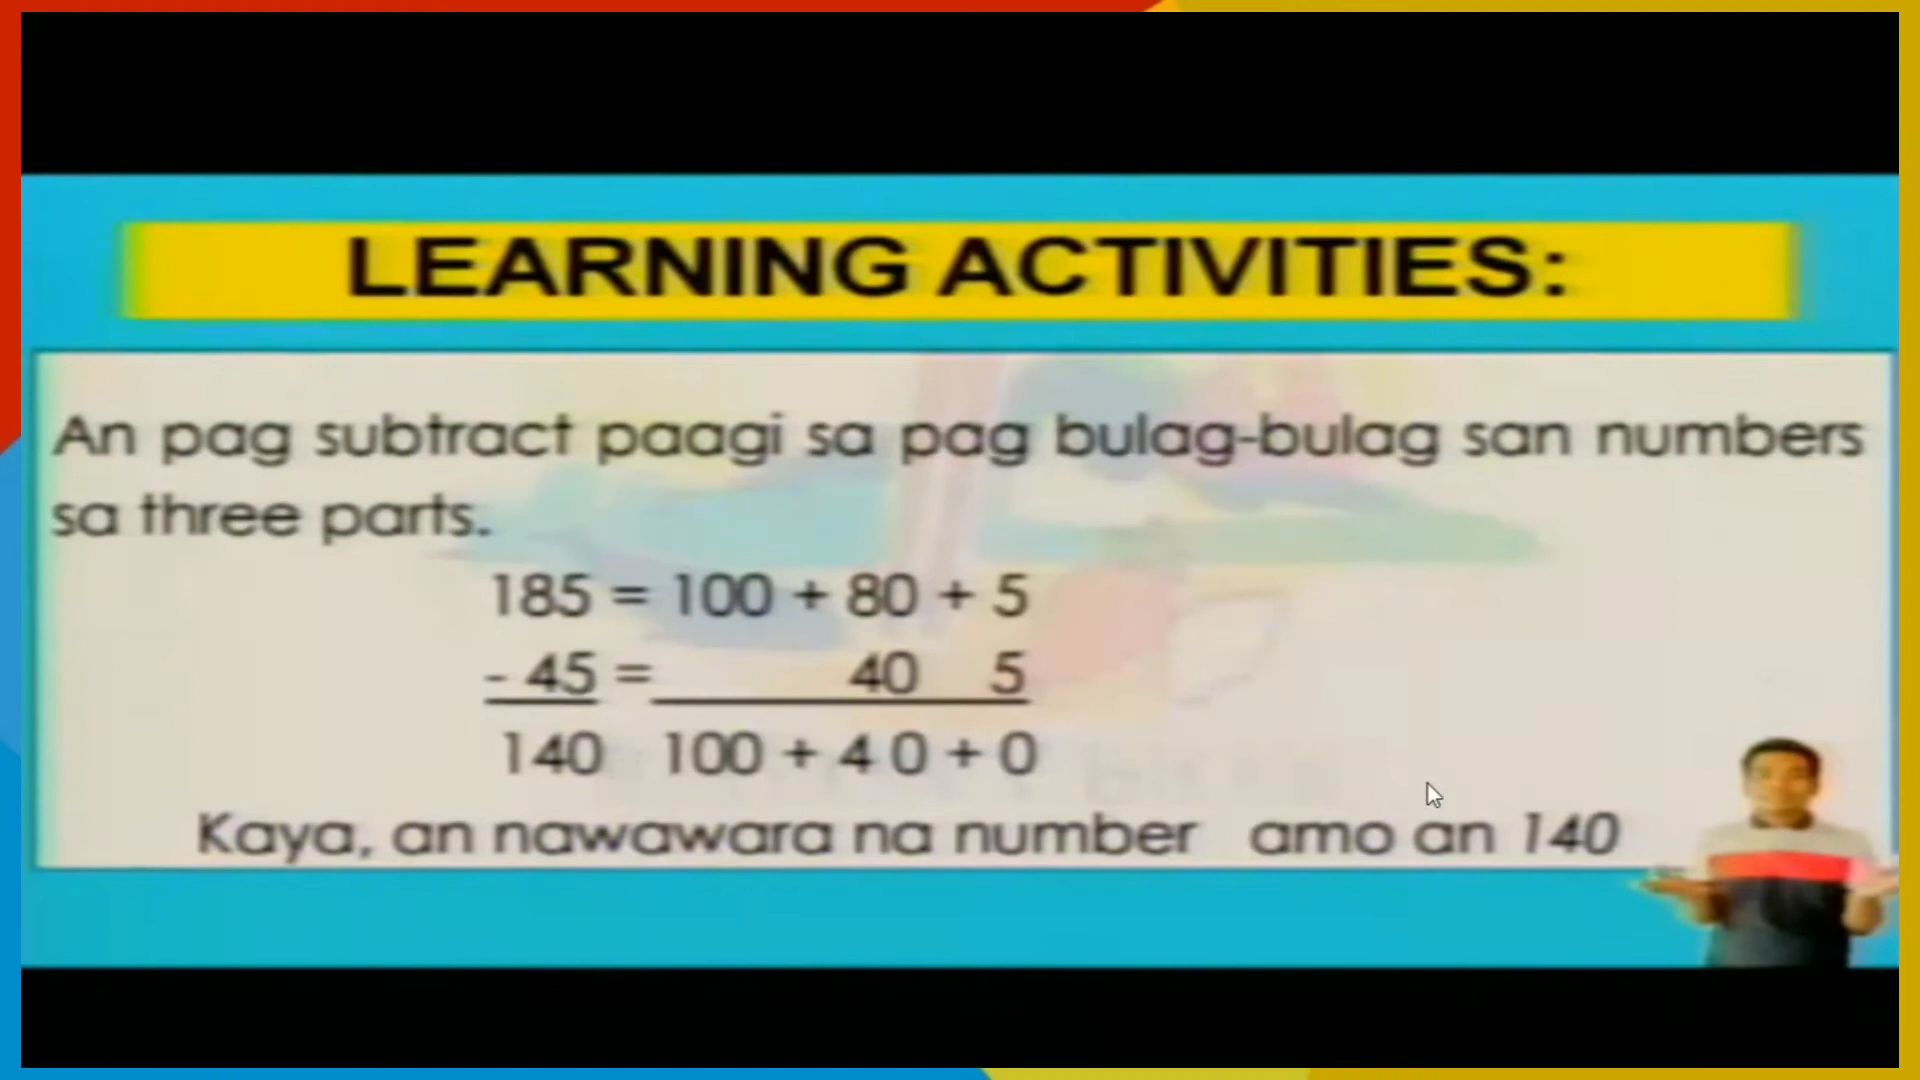 LEARNING ACTIVITIES:
An pag subtract paagi sa pag bulag-bulag san numbers
sa three parts.
185 = 100 + 80 + 5
- 45 = 40 5
140 100 + 4 0 + 0
Kaya, an nawawara na number amo an 140